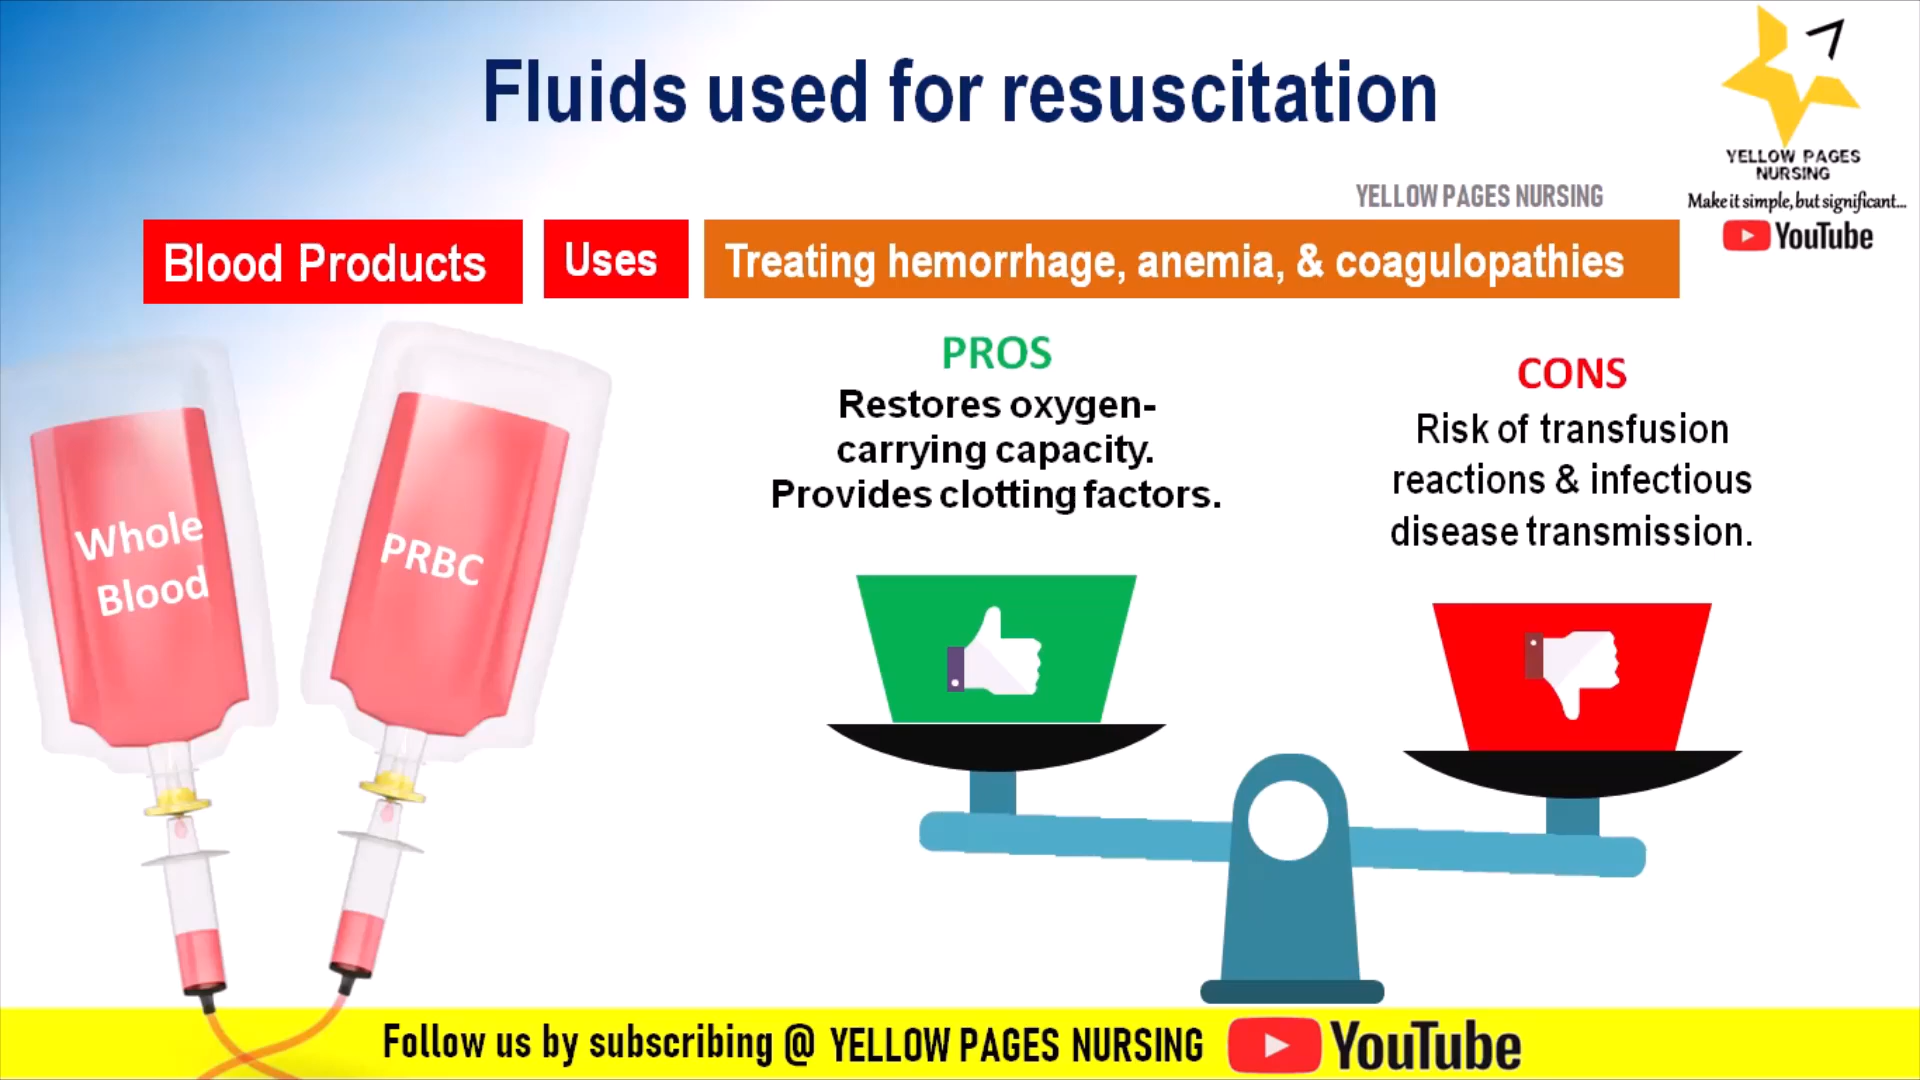 Fluids used for resuscitation
YELLOW PAGES
NURSING
Make it simple, but significant...
YouTube
YELLOW PAGES NURSING
Blood Products
Uses
Treating hemorrhage, anemia, & coagulopathies
PROS
Restores oxygen-
carrying capacity.
Provides clotting factors.
CONS
Risk of transfusion
reactions & infectious
disease transmission.
Whole
Blood
PRBC
Follow us by subscribing @ YELLOW PAGES NURSING YouTube